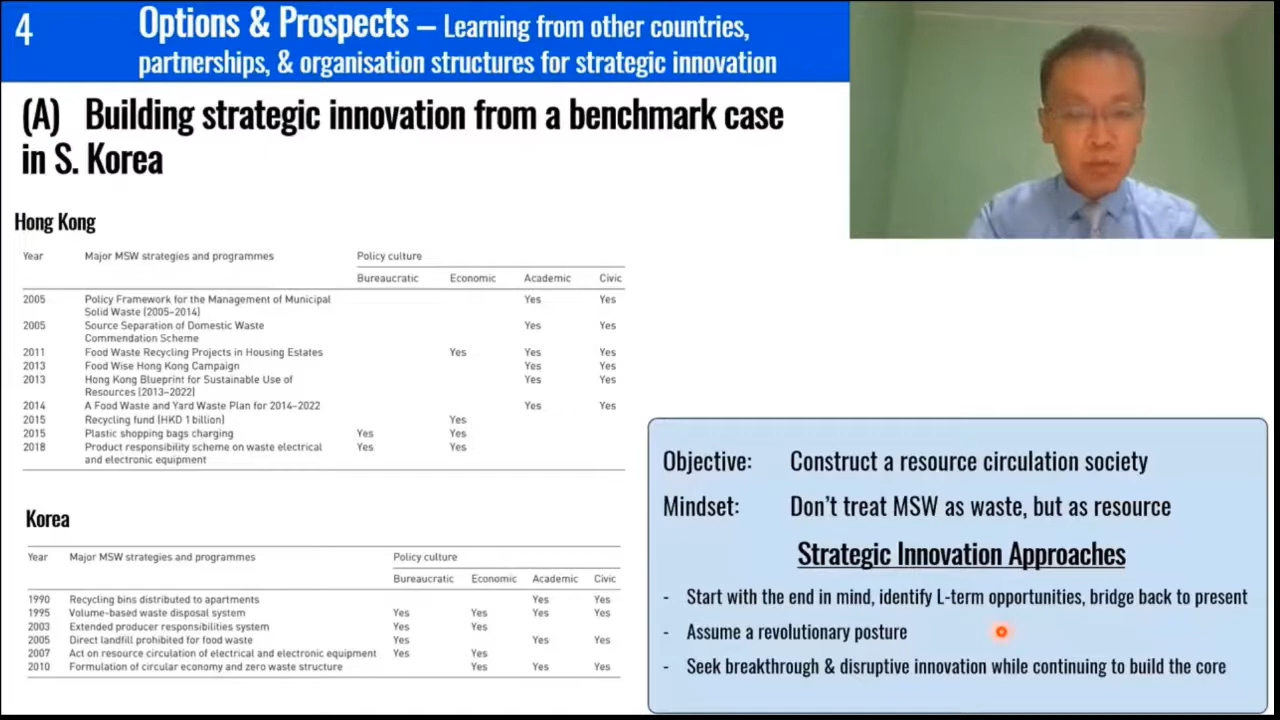 4
Options & Prospects – Learning from other countries,
partnerships, & organisation structures for strategic innovation
(A) Building strategic innovation from a benchmark case
in S. Korea
Hong Kong
Year Major MSW strategies and programmes Policy culture
Bureaucratic Economic Academic Civic
2005 Policy Framework for the Management of Municipal Yes Yes
Solid Waste (2005–2014)
2005 Source Separation of Domestic Waste Yes Yes
Commendation Scheme
2011 Food Waste Recycling Projects in Housing Estates Yes Yes Yes
2013 Food Wise Hong Kong Campaign Yes Yes
2013 Hong Kong Blueprint for Sustainable Use of Yes Yes
Resources (2013–2022)
2014 A Food Waste and Yard Waste Plan for 2014–2022 Yes Yes
2015 Recycling fund (HKD 1 billion) Yes
2015 Plastic shopping bags charging Yes Yes
2018 Product responsibility scheme on waste electrical Yes Yes
and electronic equipment
Korea
Year Major MSW strategies and programmes Policy culture
Bureaucratic Economic Academic Civic
1990 Recycling bins distributed to apartments Yes Yes
1995 Volume-based waste disposal system Yes Yes Yes Yes
2003 Extended producer responsibilities system Yes Yes
2005 Direct landfill prohibited for food waste Yes Yes Yes
2007 Act on resource circulation of electrical and electronic equipment Yes Yes
2010 Formulation of circular economy and zero waste structure Yes Yes Yes
Objective: Construct a resource circulation society
Mindset: Don't treat MSW as waste, but as resource
Strategic Innovation Approaches
- Start with the end in mind, identify L-term opportunities, bridge back to present
- Assume a revolutionary posture
- Seek breakthrough & disruptive innovation while continuing to build the core